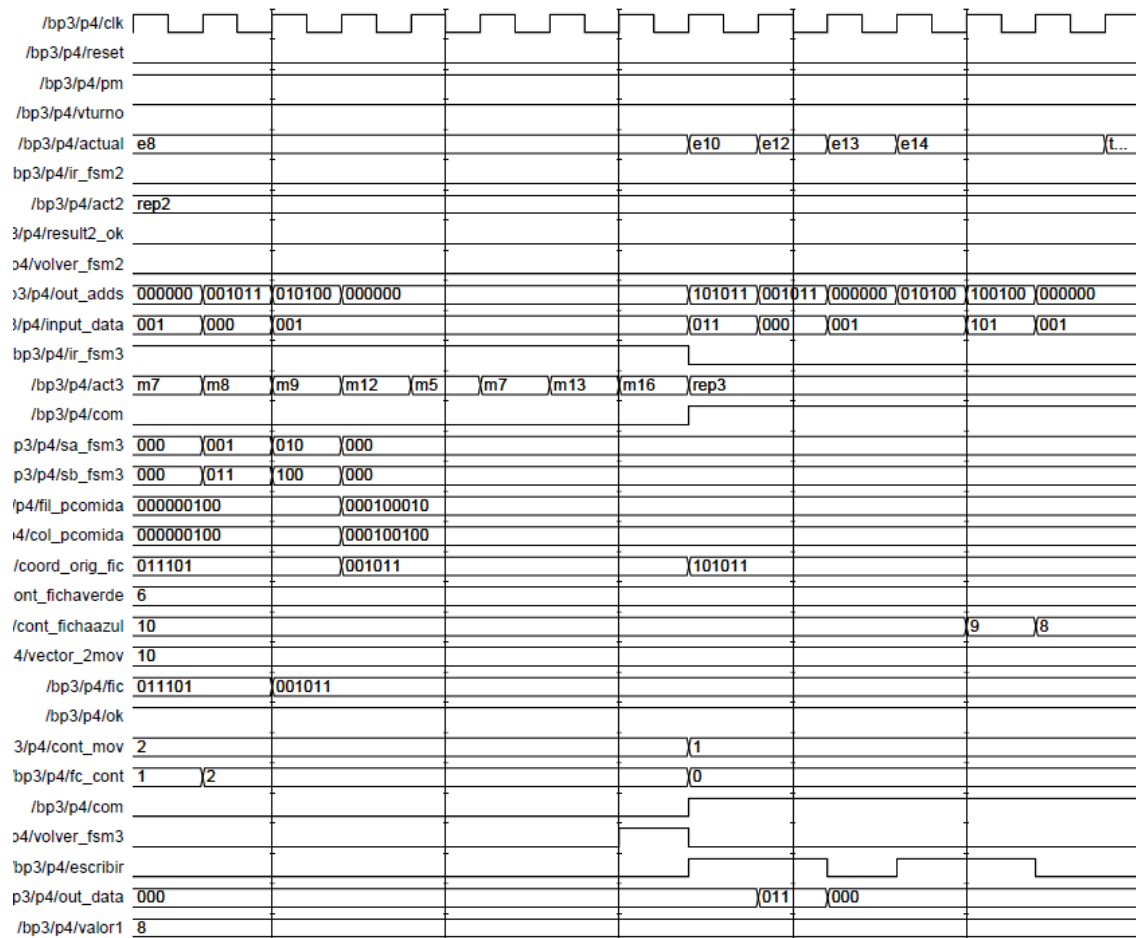 /bp3/p4/clk
/bp3/p4/reset
/bp3/p4/pm
/bp3/p4/vturno
/bp3/p4/actual e8 e10 e12 e13 e14 t...
bp3/p4/ir_fsm2
/bp3/p4/act2 rep2
3/p4/result2_ok
p4/volver_fsm2
p3/p4/out_adds 000000 001011 010100 000000 101011 001011 000000 010100 100100 000000
3/p4/input_data 001 000 001 011 000 001 101 001
bp3/p4/ir_fsm3
/bp3/p4/act3 m7 m8 m9 m12 m5 m7 m13 m16 rep3
/bp3/p4/com
p3/p4/sa_fsm3 000 001 010 000
p3/p4/sb_fsm3 000 011 100 000
/p4/fil_pcomida 000000100 000100010
4/col_pcomida 000000100 000100100
/coord_orig_fic 011101 001011 101011
ont_fichaverde 6
/cont_fichaazul 10 9 8
4/vector_2mov 10
/bp3/p4/fic 011101 001011
/bp3/p4/ok
3/p4/cont_mov 2 1
/bp3/p4/fc_cont 1 2 0
/bp3/p4/com
p4/volver_fsm3
/bp3/p4/escribir
p3/p4/out_data 000 011 000
/bp3/p4/valor1 8